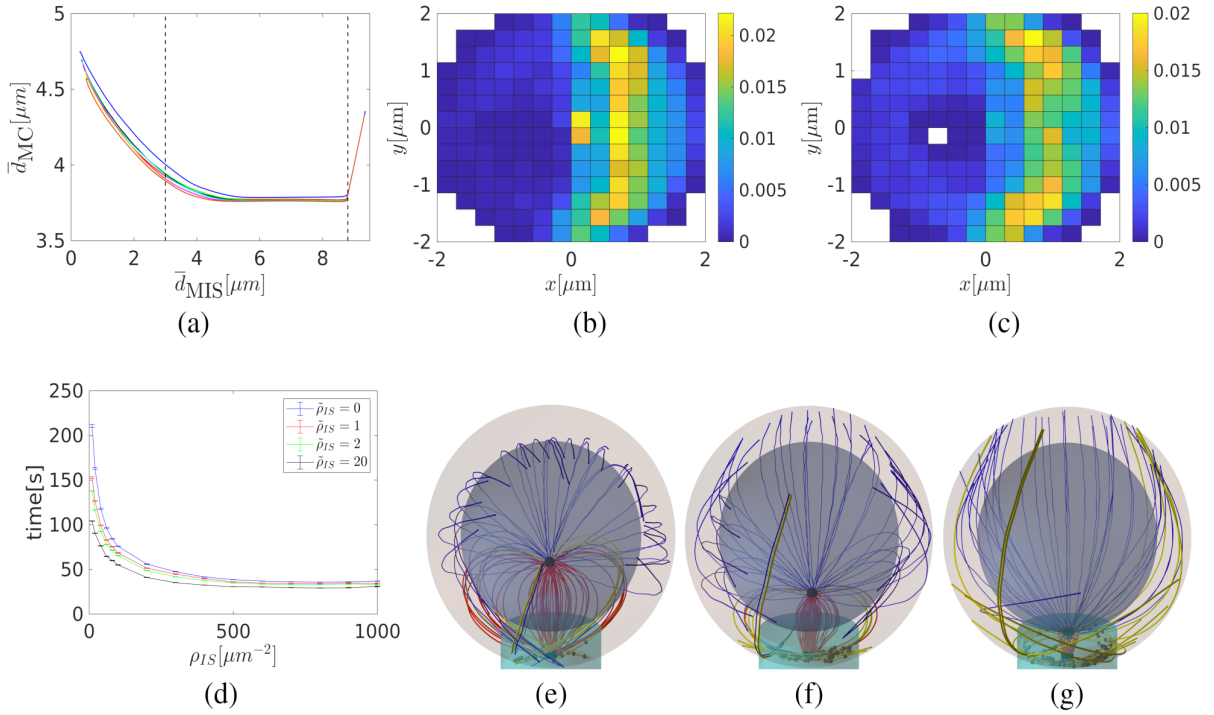 5
4.5
4
3.5
d̅_MC[μm]
0 2 4 6 8
d̅_MIS[μm]
(a)
2
1
0
-1
-2
y[μm]
-2 0 2
x[μm]
0.02
0.015
0.01
0.005
0
(b)
2
1
0
-1
-2
y[μm]
-2 0 2
x[μm]
0.02
0.015
0.01
0.005
0
(c)
250
200
150
100
50
0
time[s]
0 500 1000
ρ_IS[μm⁻²]
ρ̃_IS = 0
ρ̃_IS = 1
ρ̃_IS = 2
ρ̃_IS = 20
(d)
(e)
(f)
(g)